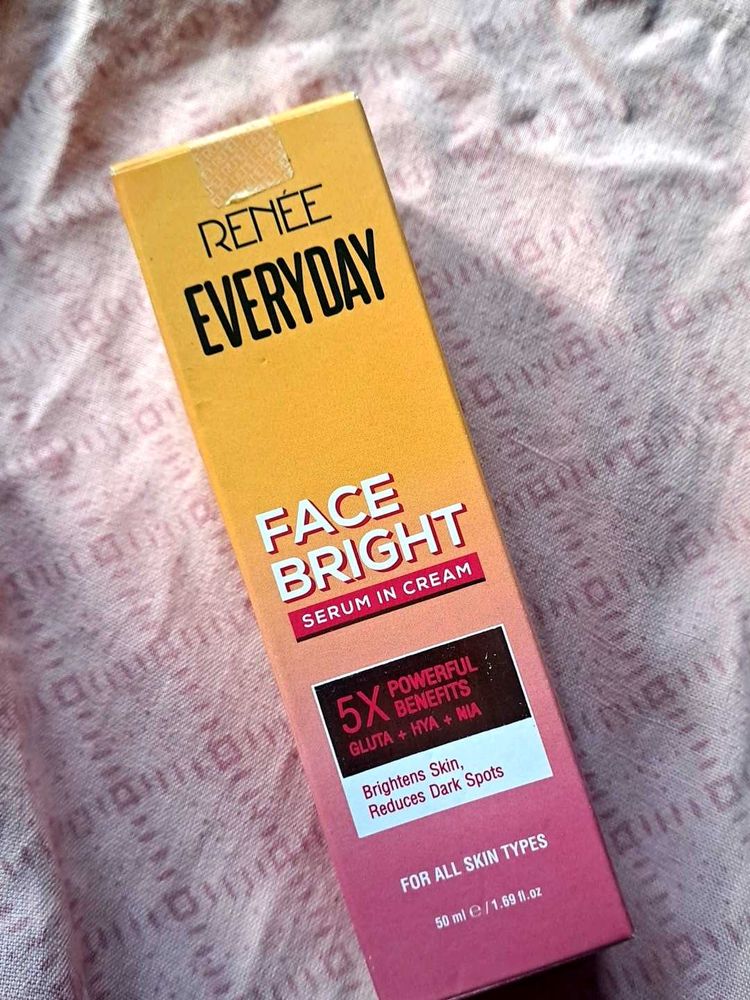 RENÉE
EVERYDAY
FACE
BRIGHT
SERUM IN CREAM
5X POWERFUL
BENEFITS
GLUTA + HYA + NIA
Brightens Skin,
Reduces Dark Spots
FOR ALL SKIN TYPES
50 ml ℮ / 1.69 fl.oz